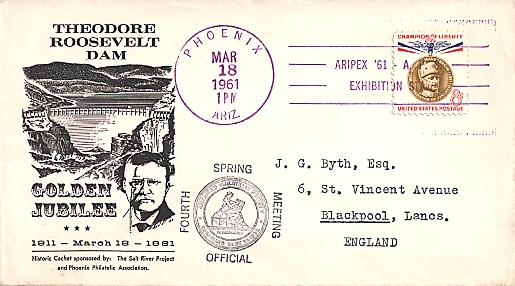 THEODORE
ROOSEVELT
DAM
GOLDEN
JUBILEE
★ ★ ★
1911 – March 18 – 1961
Historic Cachet sponsored by: The Salt River Project
and Phoenix Philatelic Association.
PHOENIX
MAR
18
1961
1 PM
ARIZ.
ARIPEX '61 - A.
EXHIBITION
CHAMPION OF LIBERTY
8¢
UNITED STATES POSTAGE
SPRING
FOURTH
MEETING
OFFICIAL
J. G. Byth, Esq.
6, St. Vincent Avenue
Blackpool, Lancs.
ENGLAND